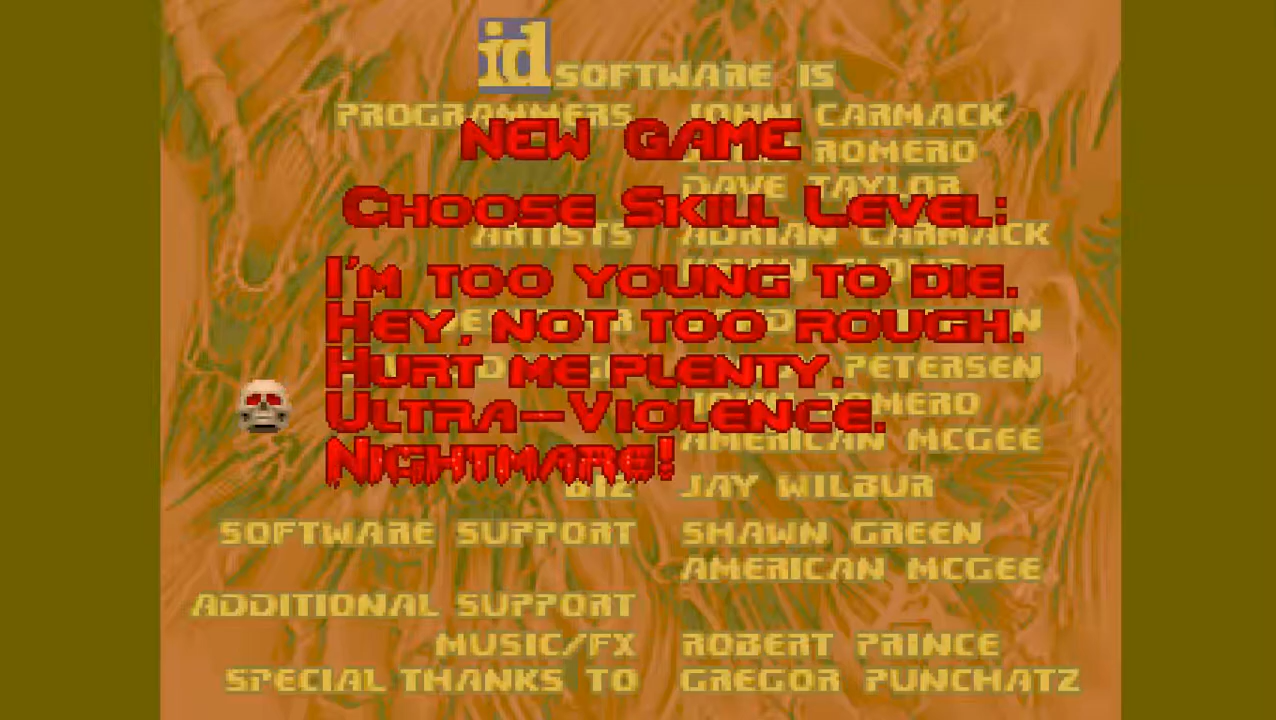 id SOFTWARE IS
PROGRAMMERS JOHN CARMACK
NEW GAME
ROMERO
DAVE TAYLOR
CHOOSE SKILL LEVEL:
ARTISTS ADRIAN CARMACK
I'M TOO YOUNG TO DIE.
HEY, NOT TOO ROUGH.
HURT ME PLENTY.
PETERSEN
ULTRA-VIOLENCE.
ROMERO
AMERICAN MCGEE
NIGHTMARE!
BIZ JAY WILBUR
SOFTWARE SUPPORT SHAWN GREEN
AMERICAN MCGEE
ADDITIONAL SUPPORT
MUSIC/FX ROBERT PRINCE
SPECIAL THANKS TO GREGOR PUNCHATZ